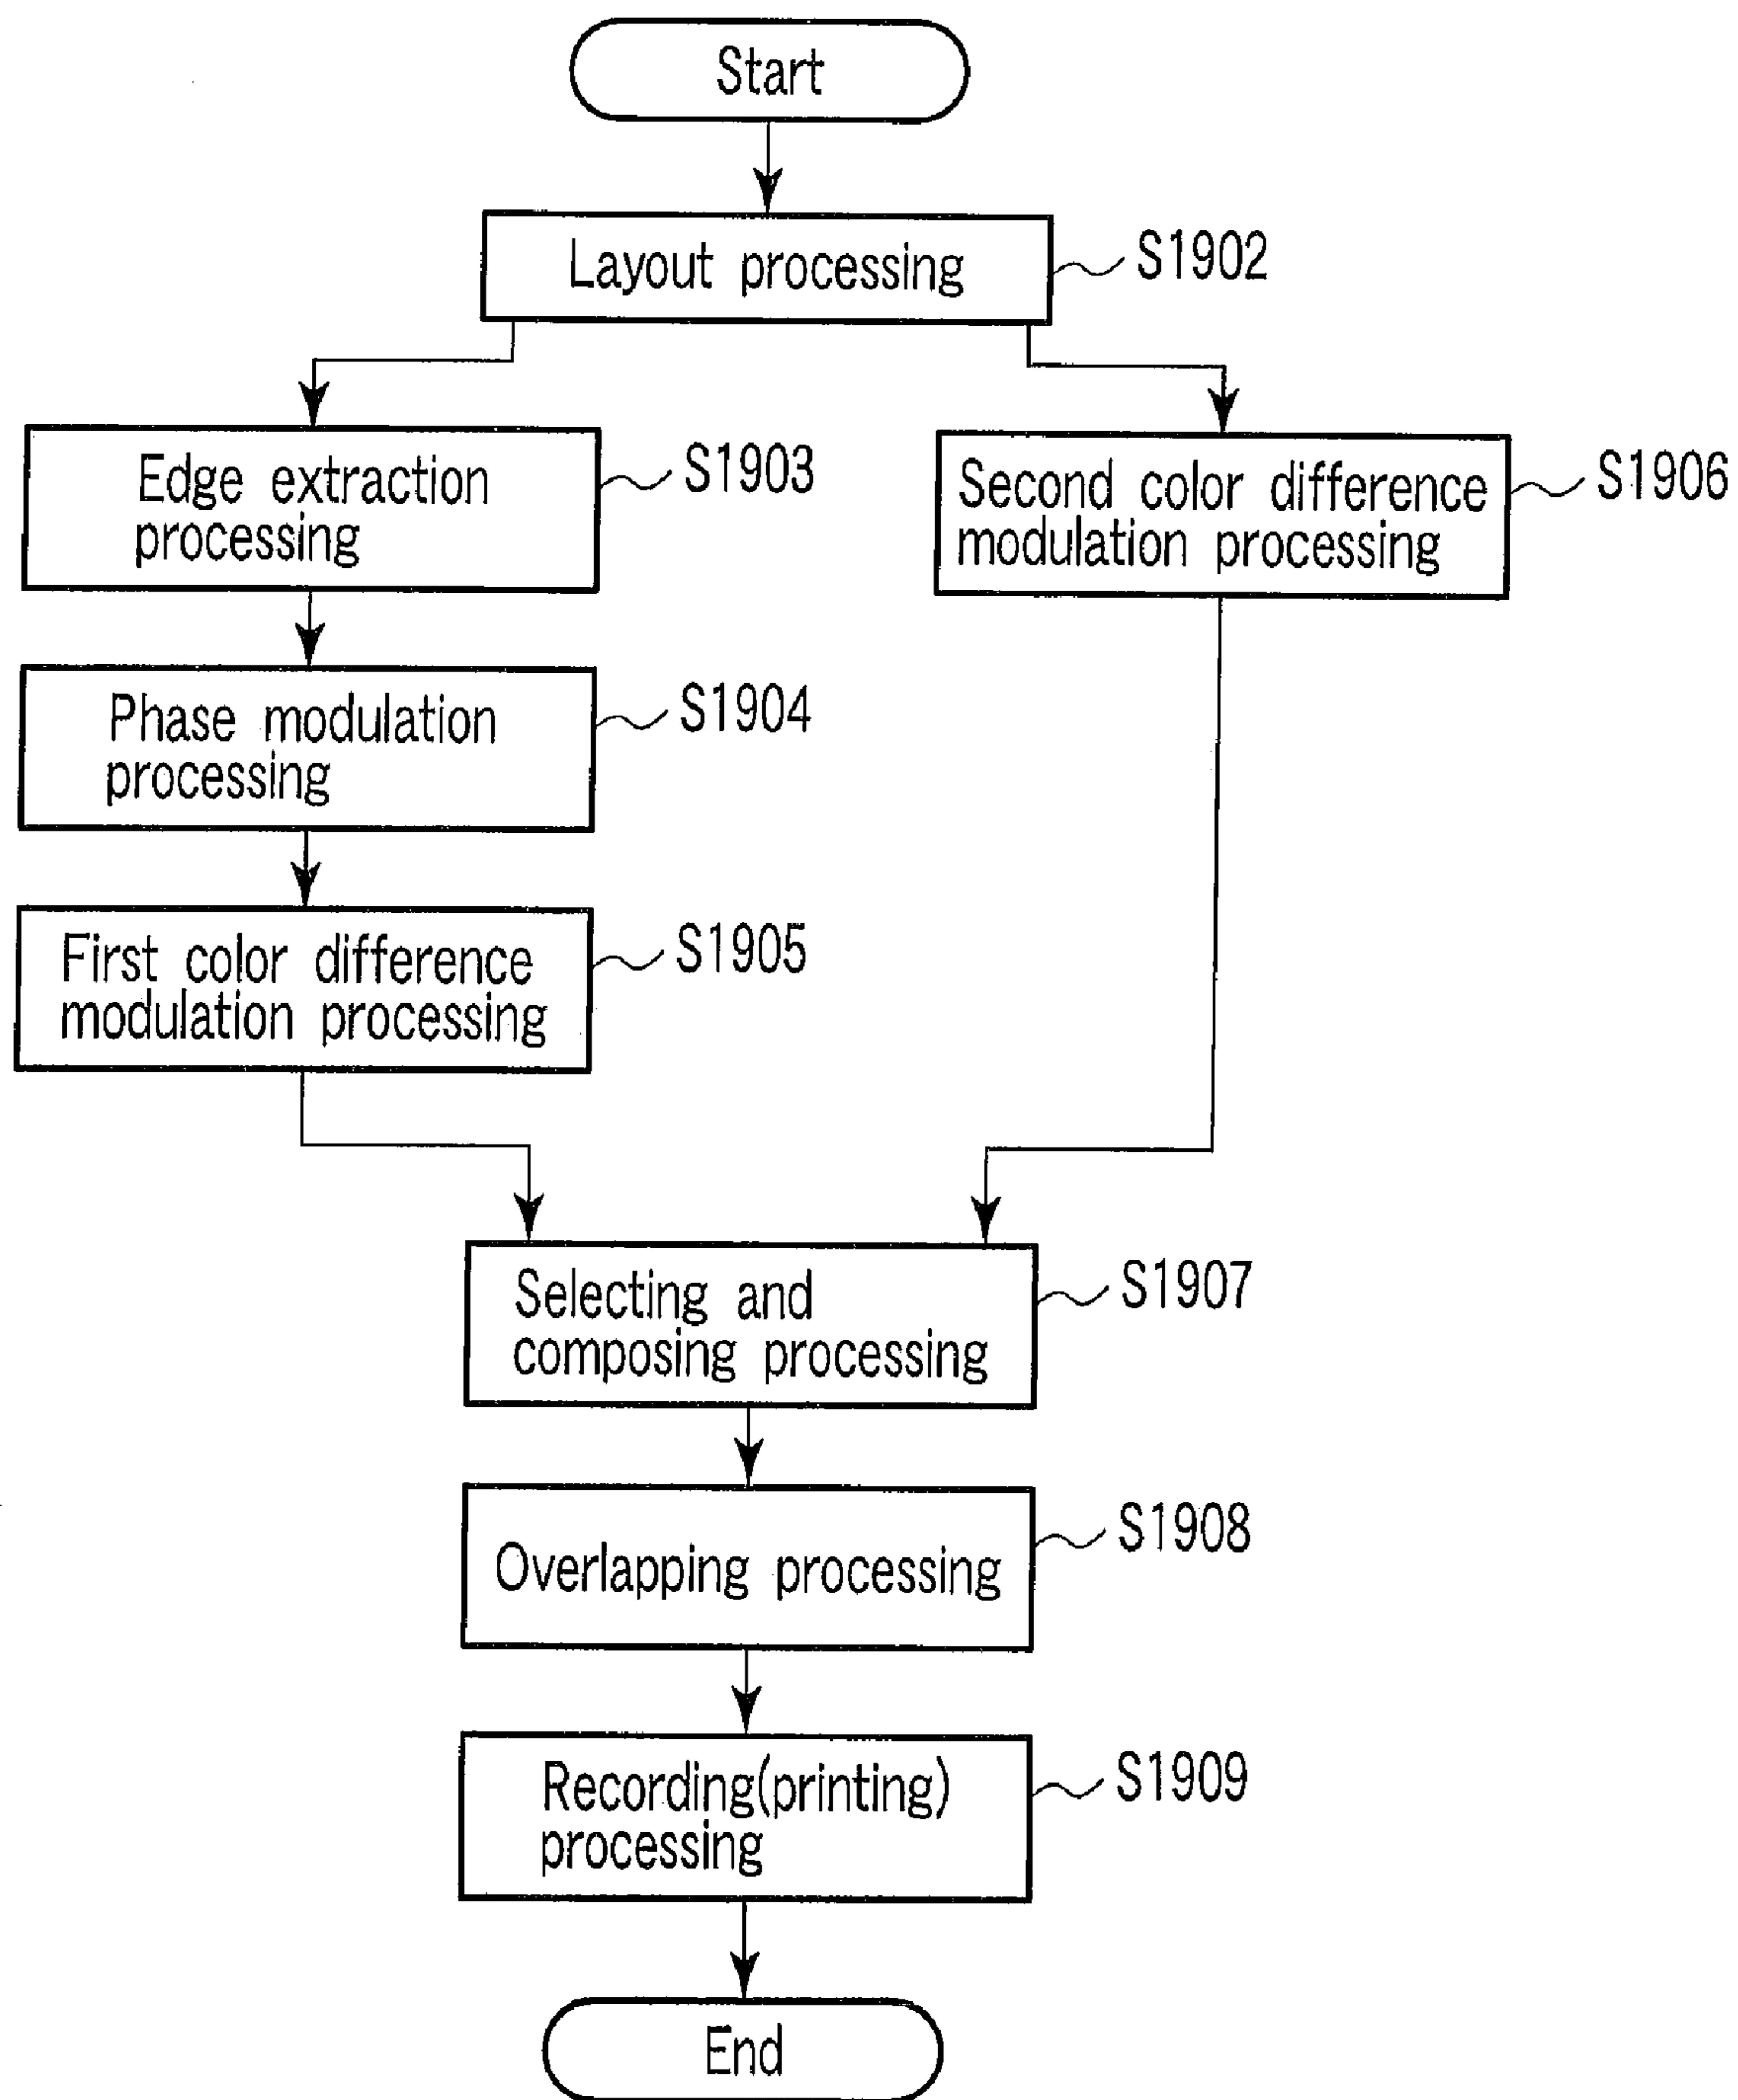 Start
Layout processing
S1902
Edge extraction
processing
S1903
Second color difference
modulation processing
S1906
Phase modulation
processing
S1904
First color difference
modulation processing
S1905
Selecting and
composing processing
S1907
Overlapping processing
S1908
Recording(printing)
processing
S1909
End